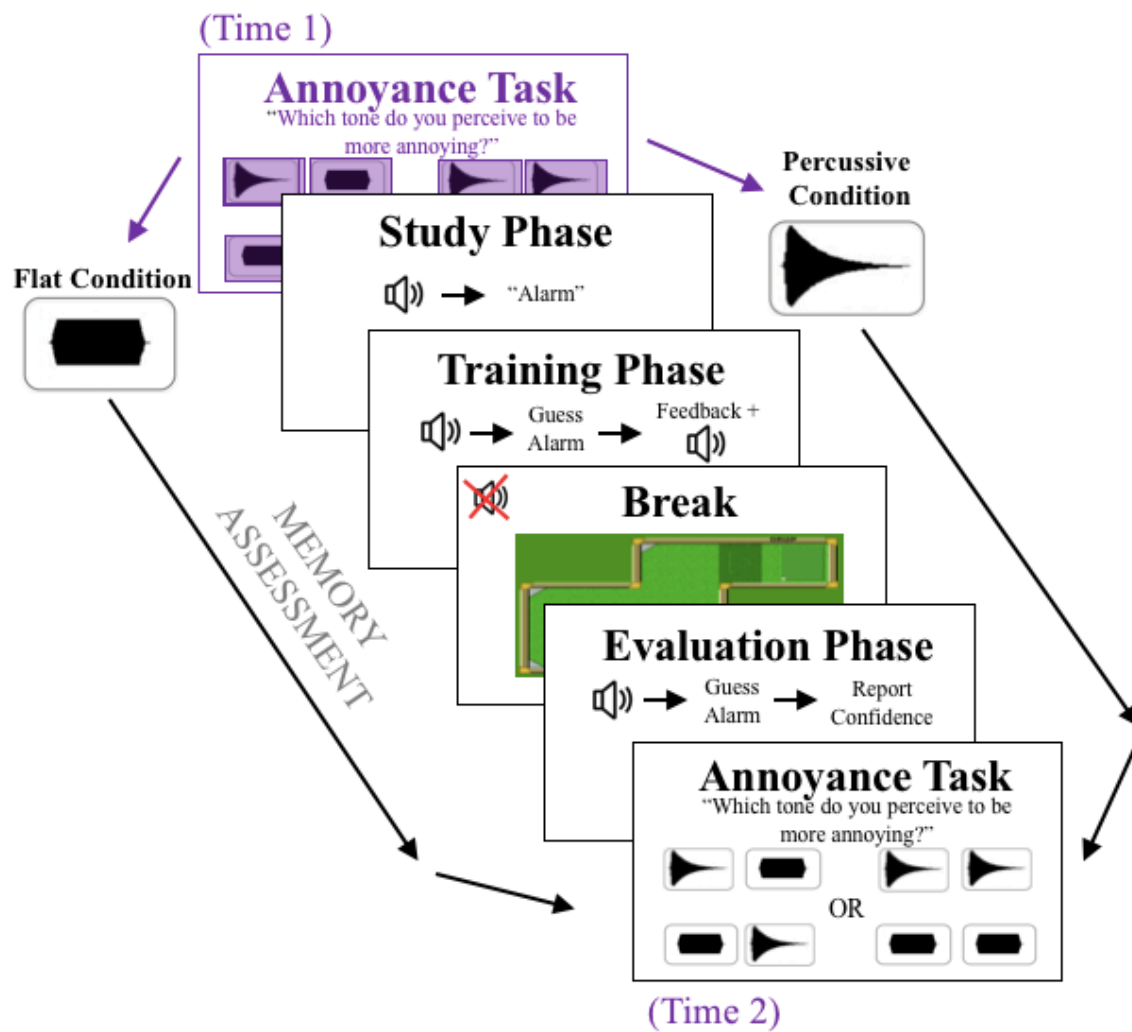 (Time 1)
Annoyance Task
“Which tone do you perceive to be
more annoying?”
Percussive
Condition
Flat Condition
Study Phase
“Alarm”
Training Phase
Guess
Alarm
Feedback +
Break
MEMORY
ASSESSMENT
Evaluation Phase
Guess
Alarm
Report
Confidence
Annoyance Task
“Which tone do you perceive to be
more annoying?”
OR
(Time 2)